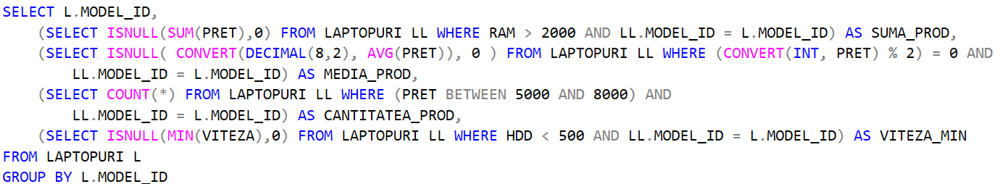 SELECT L.MODEL_ID,
(SELECT ISNULL(SUM(PRET),0) FROM LAPTOPURI LL WHERE RAM > 2000 AND LL.MODEL_ID = L.MODEL_ID) AS SUMA_PROD,
(SELECT ISNULL( CONVERT(DECIMAL(8,2), AVG(PRET)), 0 ) FROM LAPTOPURI LL WHERE (CONVERT(INT, PRET) % 2) = 0 AND
LL.MODEL_ID = L.MODEL_ID) AS MEDIA_PROD,
(SELECT COUNT(*) FROM LAPTOPURI LL WHERE (PRET BETWEEN 5000 AND 8000) AND
LL.MODEL_ID = L.MODEL_ID) AS CANTITATEA_PROD,
(SELECT ISNULL(MIN(VITEZA),0) FROM LAPTOPURI LL WHERE HDD < 500 AND LL.MODEL_ID = L.MODEL_ID) AS VITEZA_MIN
FROM LAPTOPURI L
GROUP BY L.MODEL_ID